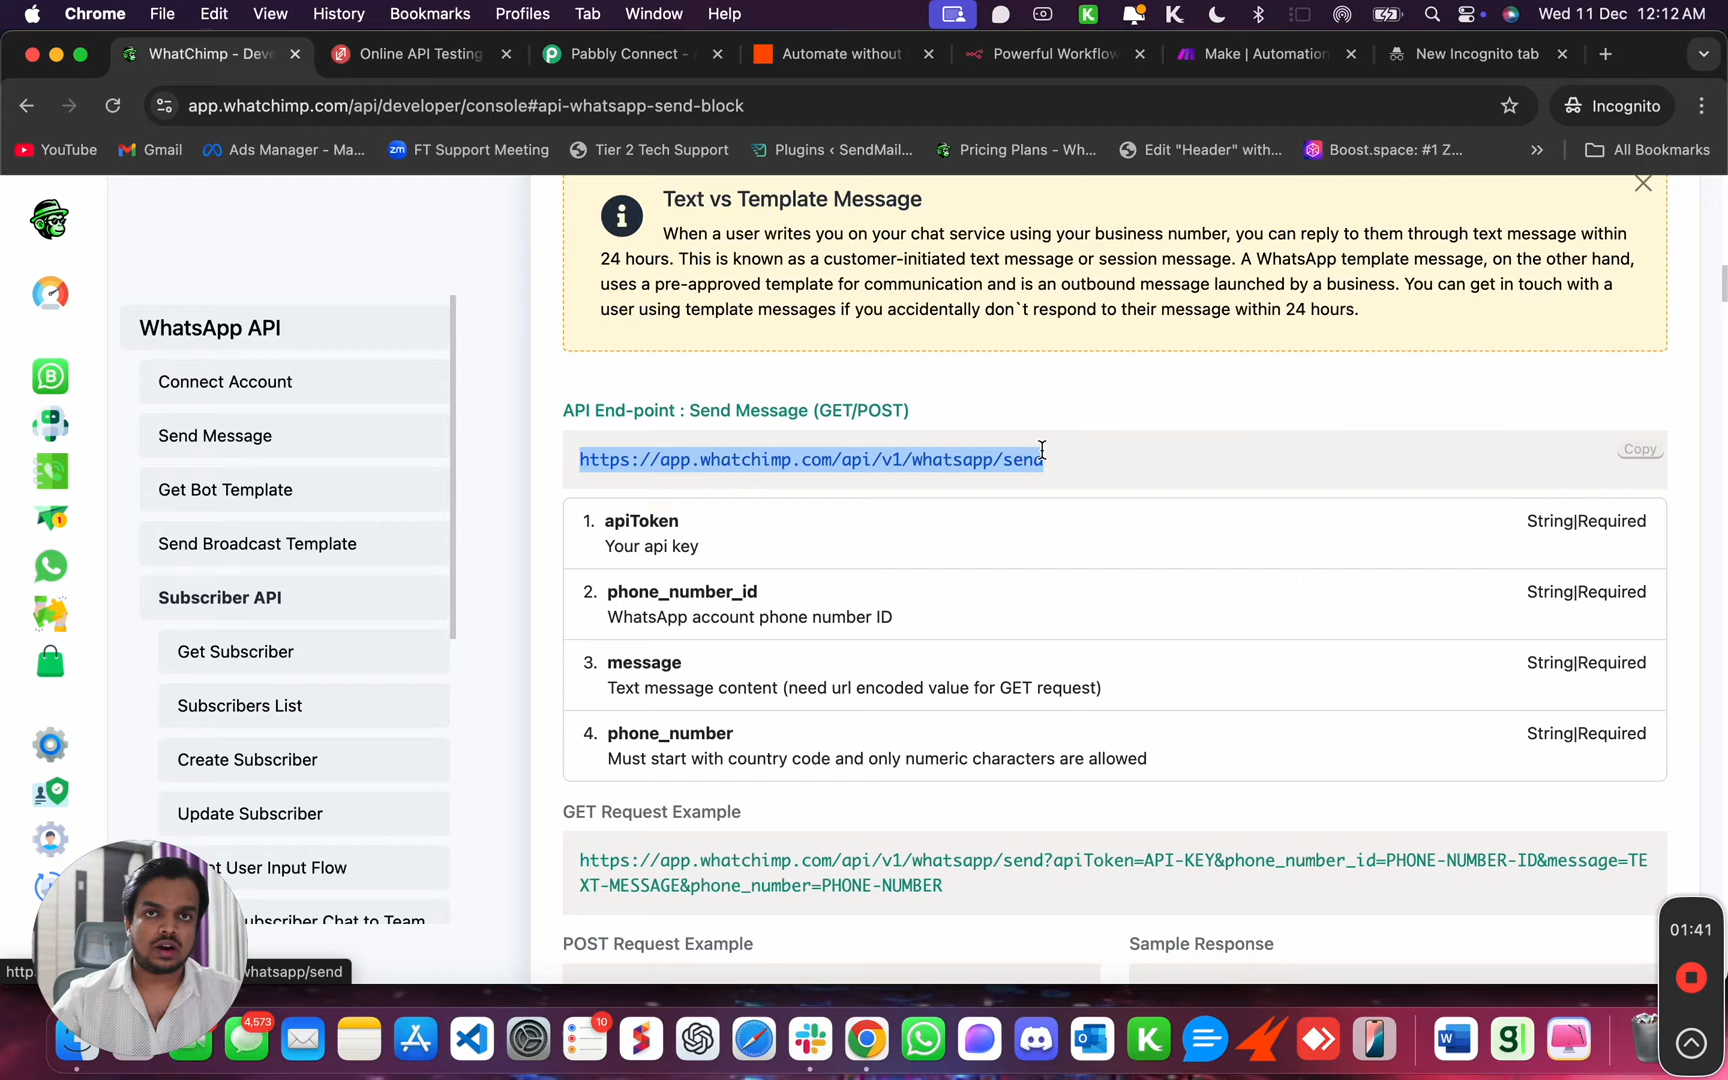 Chrome File Edit View History Bookmarks Profiles Tab Window Help Wed 11 Dec 12:12 AM
WhatChimp - Deve Online API Testing Pabbly Connect - A Automate without Powerful Workflow Make | Automation New Incognito tab
app.whatchimp.com/api/developer/console#api-whatsapp-send-block Incognito
YouTube Gmail Ads Manager - Ma... FT Support Meeting Tier 2 Tech Support Plugins ‹ SendMail... Pricing Plans - Wh... Edit "Header" with... Boost.space: #1 Z... » All Bookmarks
Text vs Template Message
When a user writes you on your chat service using your business number, you can reply to them through text message within
24 hours. This is known as a customer-initiated text message or session message. A WhatsApp template message, on the other hand,
uses a pre-approved template for communication and is an outbound message launched by a business. You can get in touch with a
user using template messages if you accidentally don`t respond to their message within 24 hours.
WhatsApp API
Connect Account
Send Message
Get Bot Template
Send Broadcast Template
Subscriber API
Get Subscriber
Subscribers List
Create Subscriber
Update Subscriber
User Input Flow
ubscriber Chat to Team
API End-point : Send Message (GET/POST)
https://app.whatchimp.com/api/v1/whatsapp/send
Copy
1. apiToken String|Required
Your api key
2. phone_number_id String|Required
WhatsApp account phone number ID
3. message String|Required
Text message content (need url encoded value for GET request)
4. phone_number String|Required
Must start with country code and only numeric characters are allowed
GET Request Example
https://app.whatchimp.com/api/v1/whatsapp/send?apiToken=API-KEY&phone_number_id=PHONE-NUMBER-ID&message=TE
XT-MESSAGE&phone_number=PHONE-NUMBER
POST Request Example Sample Response
http whatsapp/send
01:41
4,573
10